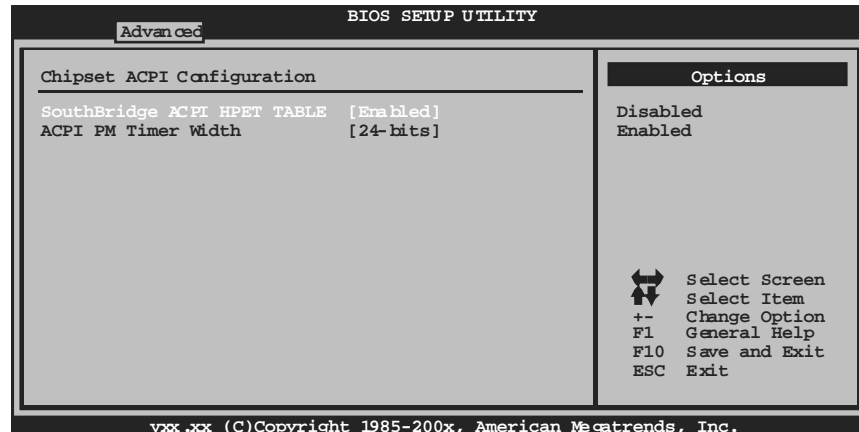 BIOS SETUP UTILITY
Advanced
Chipset ACPI Configuration
SouthBridge ACPI HPET TABLE [Enabled]
ACPI PM Timer Width [24-bits]
Options
Disabled
Enabled
Select Screen
Select Item
+- Change Option
F1 General Help
F10 Save and Exit
ESC Exit
vxx.xx (C)Copyright 1985-200x, American Megatrends, Inc.